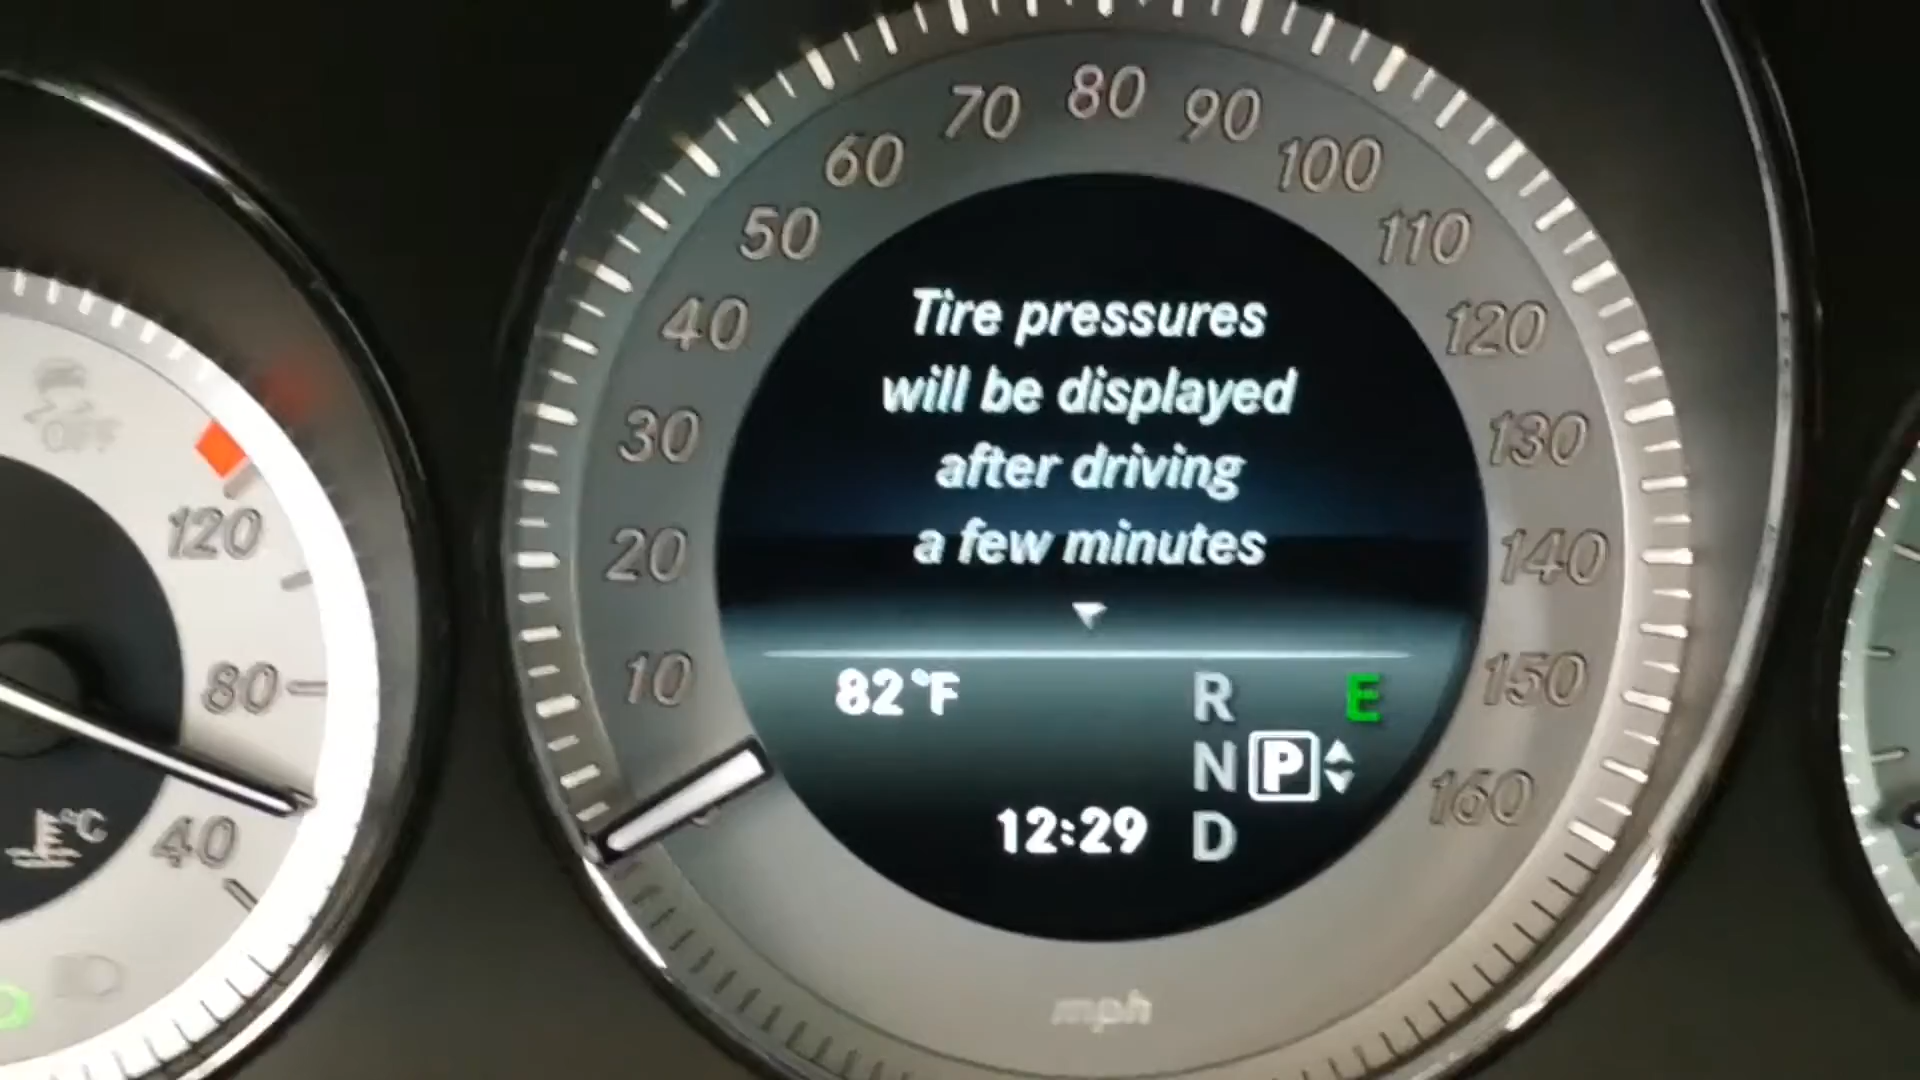 Tire pressures
will be displayed
after driving
a few minutes
82°F
R
E
N P
12:29
D
10
20
30
40
50
60
70
80
90
100
110
120
130
140
150
160
mph
OFF
120
80
40
°C